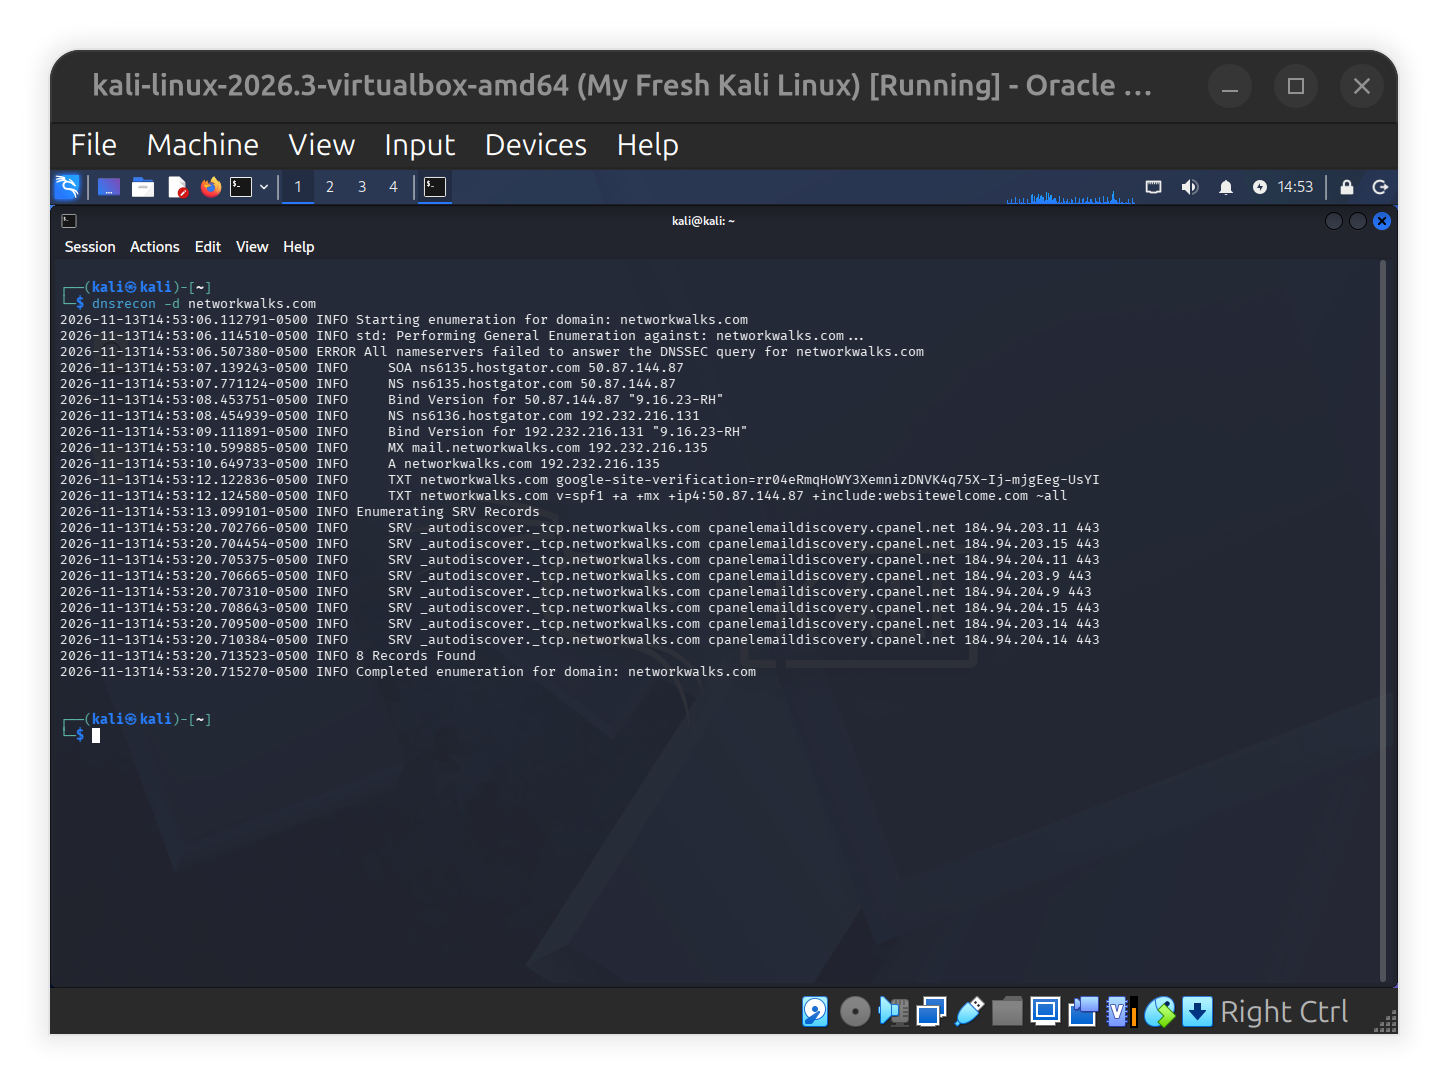 kali-linux-2026.3-virtualbox-amd64 (My Fresh Kali Linux) [Running] - Oracle ...
File Machine View Input Devices Help
1 2 3 4 14:53
kali@kali: ~
Session Actions Edit View Help
┌──(kali㉿kali)-[~]
└─$ dnsrecon -d networkwalks.com
2026-11-13T14:53:06.112791-0500 INFO Starting enumeration for domain: networkwalks.com
2026-11-13T14:53:06.114510-0500 INFO std: Performing General Enumeration against: networkwalks.com...
2026-11-13T14:53:06.507380-0500 ERROR All nameservers failed to answer the DNSSEC query for networkwalks.com
2026-11-13T14:53:07.139243-0500 INFO     SOA ns6135.hostgator.com 50.87.144.87
2026-11-13T14:53:07.771124-0500 INFO     NS ns6135.hostgator.com 50.87.144.87
2026-11-13T14:53:08.453751-0500 INFO     Bind Version for 50.87.144.87 "9.16.23-RH"
2026-11-13T14:53:08.454939-0500 INFO     NS ns6136.hostgator.com 192.232.216.131
2026-11-13T14:53:09.111891-0500 INFO     Bind Version for 192.232.216.131 "9.16.23-RH"
2026-11-13T14:53:10.599885-0500 INFO     MX mail.networkwalks.com 192.232.216.135
2026-11-13T14:53:10.649733-0500 INFO     A networkwalks.com 192.232.216.135
2026-11-13T14:53:12.122836-0500 INFO     TXT networkwalks.com google-site-verification=rr04eRmqHoWY3XemnizDNVK4q75X-Ij-mjgEeg-UsYI
2026-11-13T14:53:12.124580-0500 INFO     TXT networkwalks.com v=spf1 +a +mx +ip4:50.87.144.87 +include:websitewelcome.com ~all
2026-11-13T14:53:13.099101-0500 INFO Enumerating SRV Records
2026-11-13T14:53:20.702766-0500 INFO     SRV _autodiscover._tcp.networkwalks.com cpanelemaildiscovery.cpanel.net 184.94.203.11 443
2026-11-13T14:53:20.704454-0500 INFO     SRV _autodiscover._tcp.networkwalks.com cpanelemaildiscovery.cpanel.net 184.94.203.15 443
2026-11-13T14:53:20.705375-0500 INFO     SRV _autodiscover._tcp.networkwalks.com cpanelemaildiscovery.cpanel.net 184.94.204.11 443
2026-11-13T14:53:20.706665-0500 INFO     SRV _autodiscover._tcp.networkwalks.com cpanelemaildiscovery.cpanel.net 184.94.203.9 443
2026-11-13T14:53:20.707310-0500 INFO     SRV _autodiscover._tcp.networkwalks.com cpanelemaildiscovery.cpanel.net 184.94.204.9 443
2026-11-13T14:53:20.708643-0500 INFO     SRV _autodiscover._tcp.networkwalks.com cpanelemaildiscovery.cpanel.net 184.94.204.15 443
2026-11-13T14:53:20.709500-0500 INFO     SRV _autodiscover._tcp.networkwalks.com cpanelemaildiscovery.cpanel.net 184.94.203.14 443
2026-11-13T14:53:20.710384-0500 INFO     SRV _autodiscover._tcp.networkwalks.com cpanelemaildiscovery.cpanel.net 184.94.204.14 443
2026-11-13T14:53:20.713523-0500 INFO 8 Records Found
2026-11-13T14:53:20.715270-0500 INFO Completed enumeration for domain: networkwalks.com
┌──(kali㉿kali)-[~]
└─$
Right Ctrl